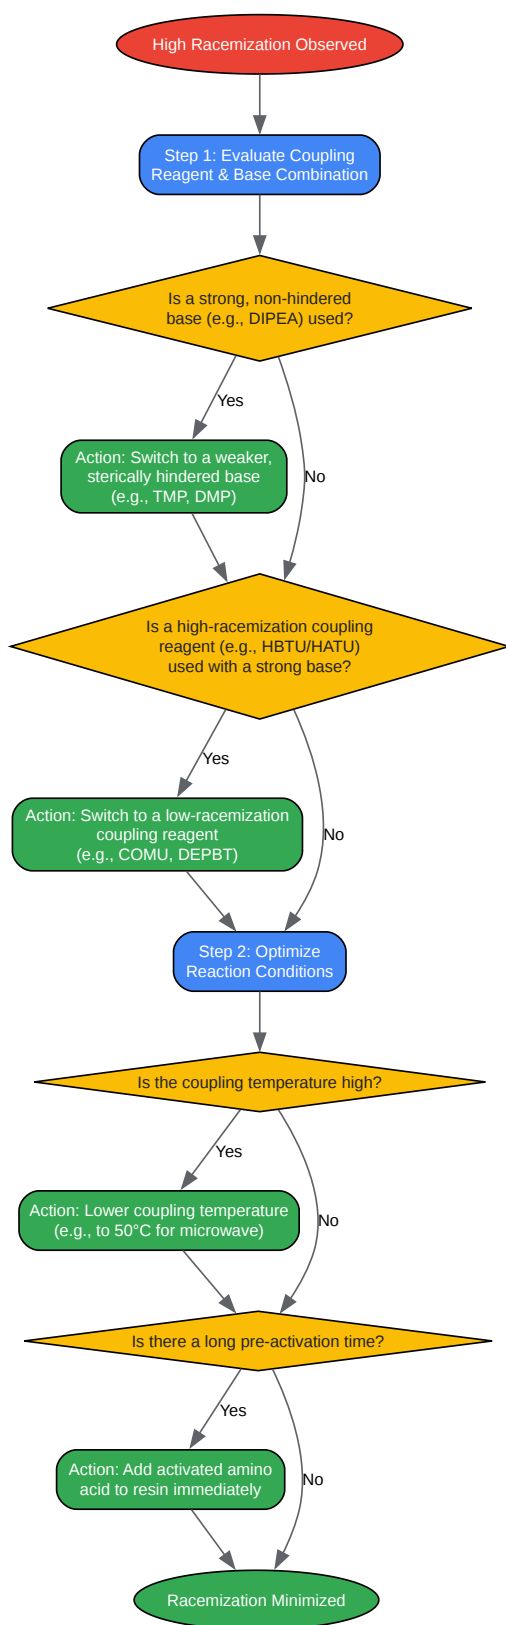 High Racemization Observed
Step 1: Evaluate Coupling
Reagent & Base Combination
Is a strong, non-hindered
base (e.g., DIPEA) used?
Yes
Action: Switch to a weaker,
sterically hindered base
(e.g., TMP, DMP)
No
Is a high-racemization coupling
reagent (e.g., HBTU/HATU)
used with a strong base?
Yes
Action: Switch to a low-racemization
coupling reagent
(e.g., COMU, DEPBT)
No
Step 2: Optimize
Reaction Conditions
Is the coupling temperature high?
Yes
Action: Lower coupling temperature
(e.g., to 50°C for microwave)
No
Is there a long pre-activation time?
Yes
Action: Add activated amino
acid to resin immediately
No
Racemization Minimized